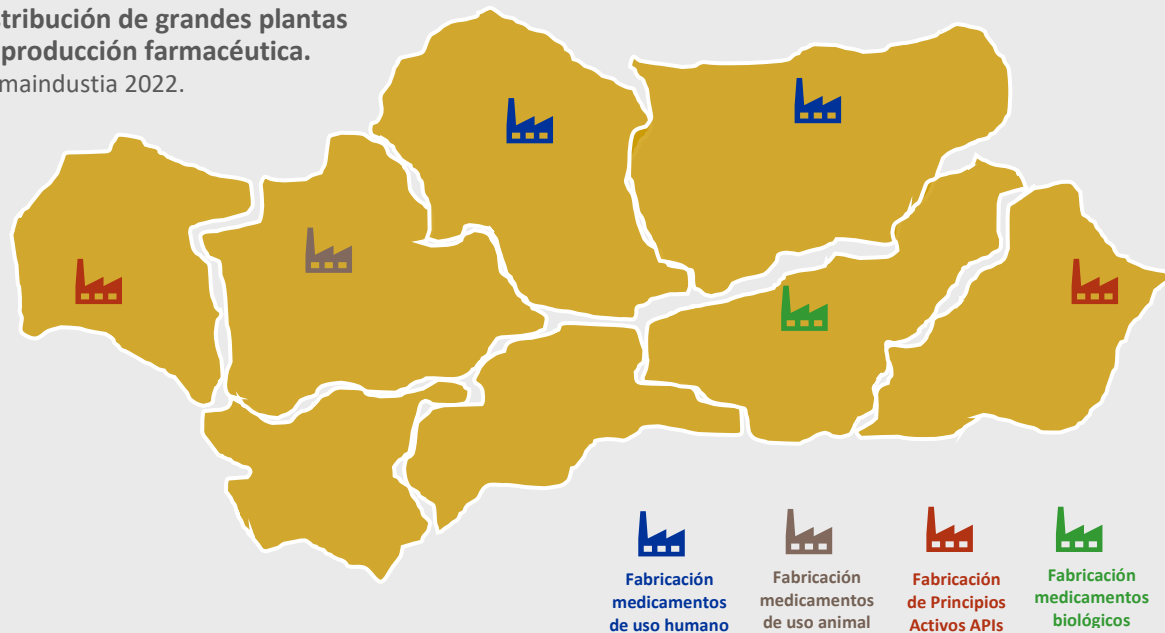 stribución de grandes plantas
producción farmacéutica.
maindustia 2022.
Fabricación
medicamentos
de uso humano
Fabricación
medicamentos
de uso animal
Fabricación
de Principios
Activos APIs
Fabricación
medicamentos
biológicos